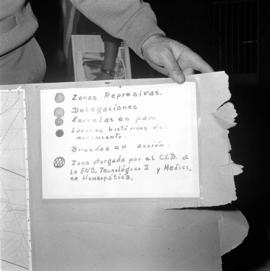 Zonas Represivas.
Delegaciones
Escuelas en paro
Lugares históricos del
movimiento.
Brigadas en acción
Zona otorgada por el C.C.D. a
la ENS, Tecnológico 2 y Medici
na Homeopática.